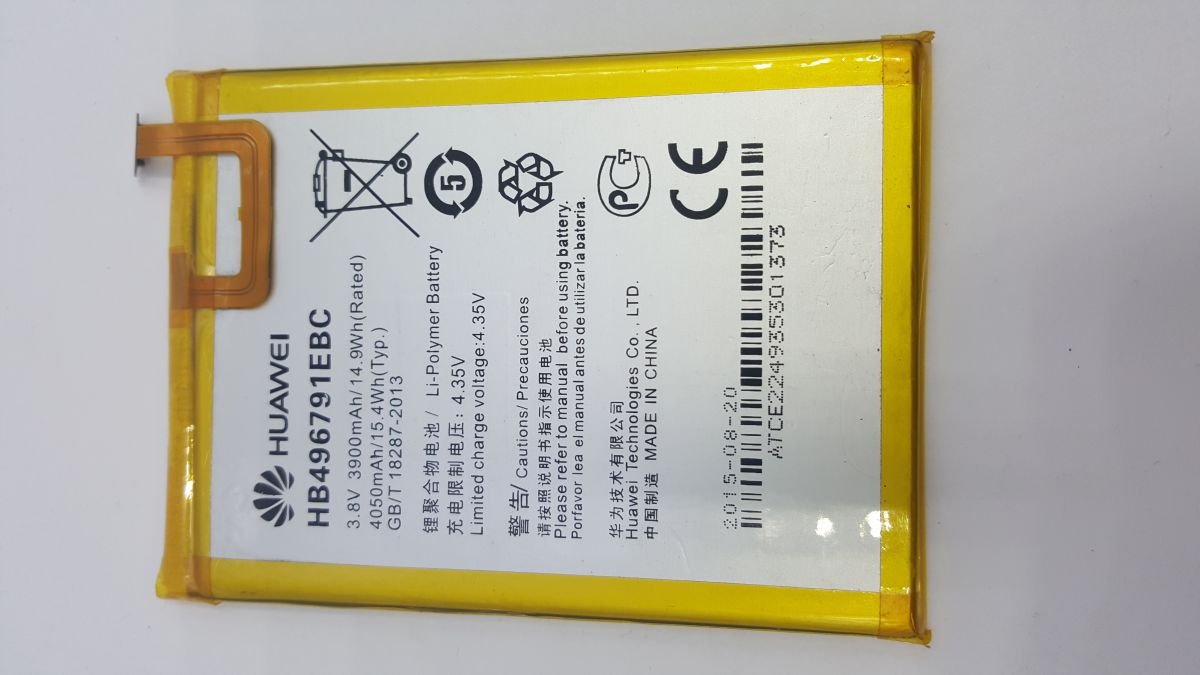 HUAWEI
HB496791EBC
3.8V 3900mAh/14.9Wh(Rated)
4050mAh/15.4Wh(Typ.)
GB/T18287-2013
锂聚合物电池 / Li-Polymer Battery
充电限制电压: 4.35V
Limited charge voltage:4.35V
警告/ Cautions/ Precauciones
请按照说明书指示使用电池
Please refer to manual before using battery.
Porfavor lea el manual antes de utilizar la bateria.
华为技术有限公司
Huawei Technologies Co., LTD.
中国制造 MADE IN CHINA
5
PC
CE
2015-08-20
ATCE224935301373